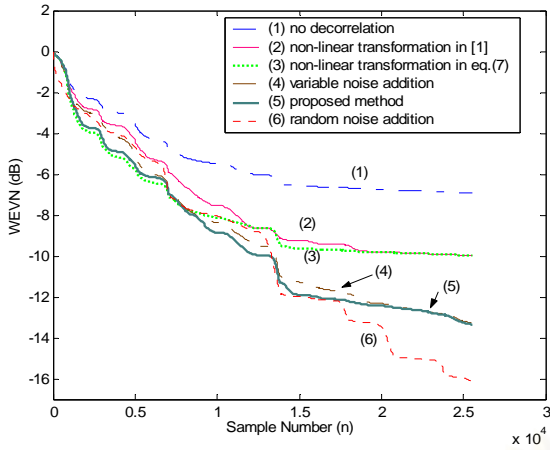 (1) no decorrelation
(2) non-linear transformation in [1]
(3) non-linear transformation in eq.(7)
(4) variable noise addition
(5) proposed method
(6) random noise addition
2
0
-2
-4
-6
-8
-10
-12
-14
-16
WEVN (dB)
(1)
(2)
(3)
(4)
(5)
(6)
0 0.5 1 1.5 2 2.5 3
Sample Number (n)
x 10^4